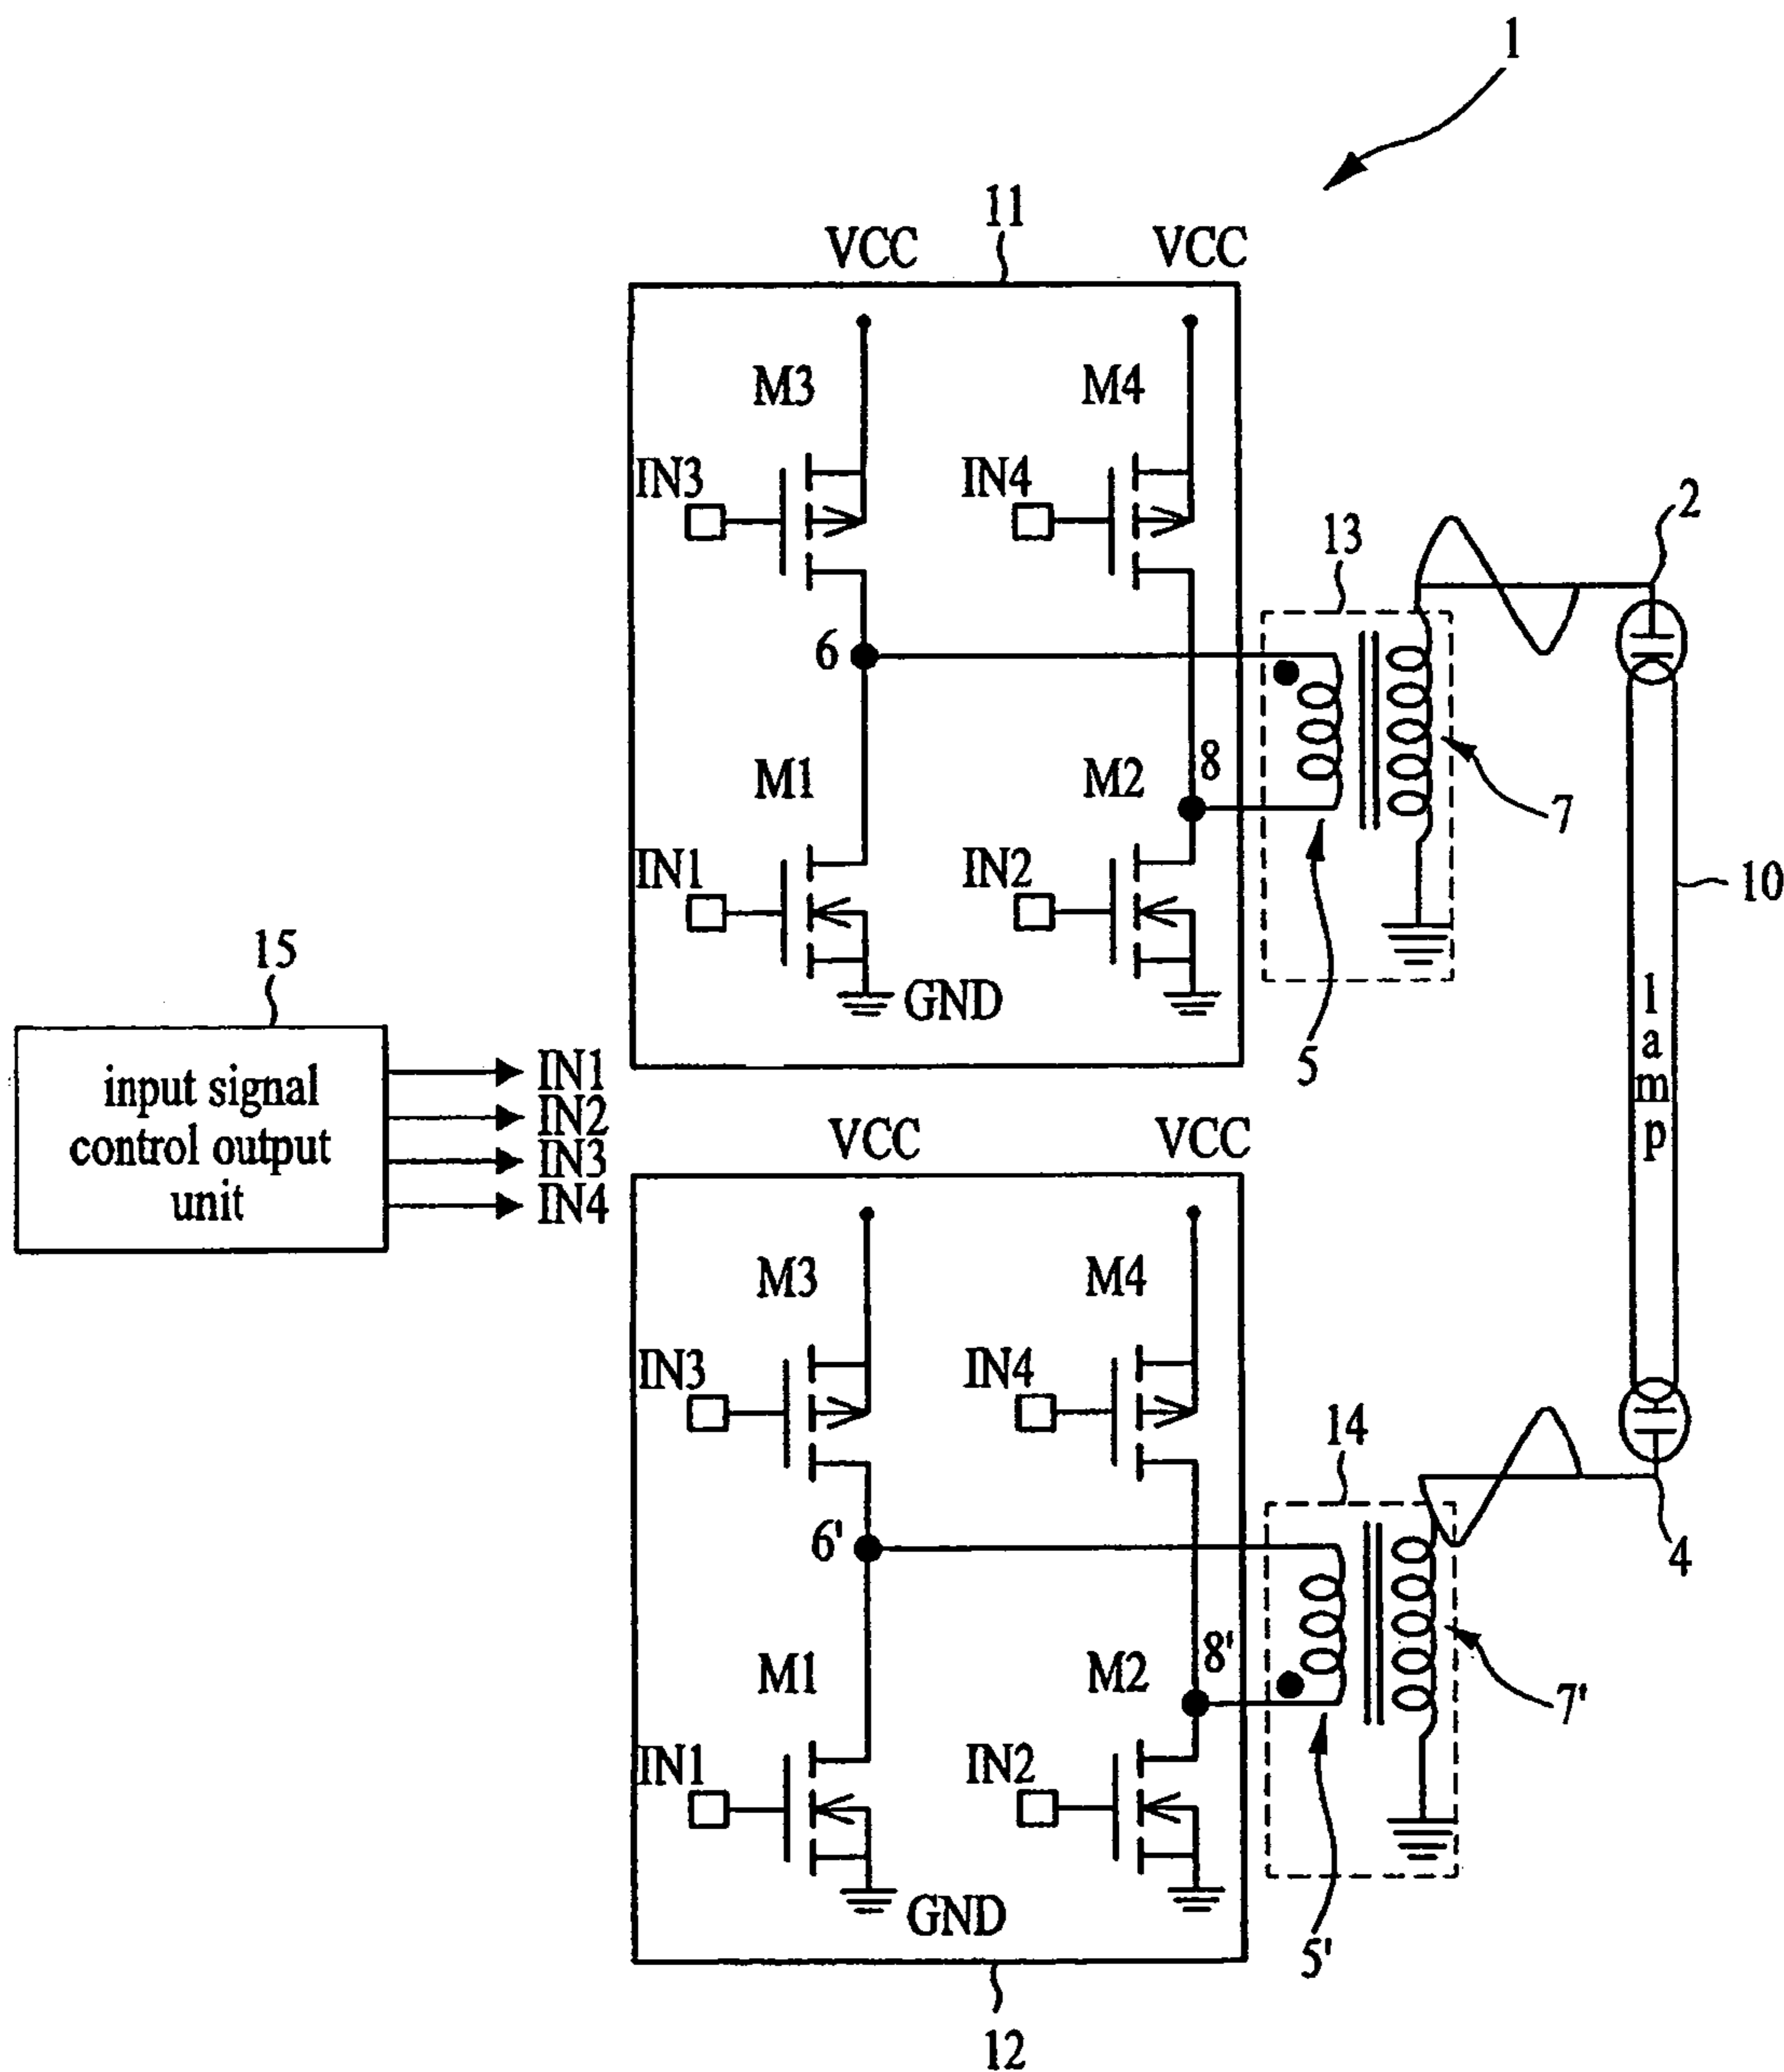 1
11
VCC VCC
M3 M4
IN3 IN4
2
13
6
8
M1 M2
7
IN1 IN2
10
15
GND
5
input signal
control output
unit
IN1
IN2
IN3
IN4
lamp
VCC VCC
M3 M4
IN3 IN4
14
6'
4
8'
M1 M2
7'
IN1 IN2
GND
5'
12